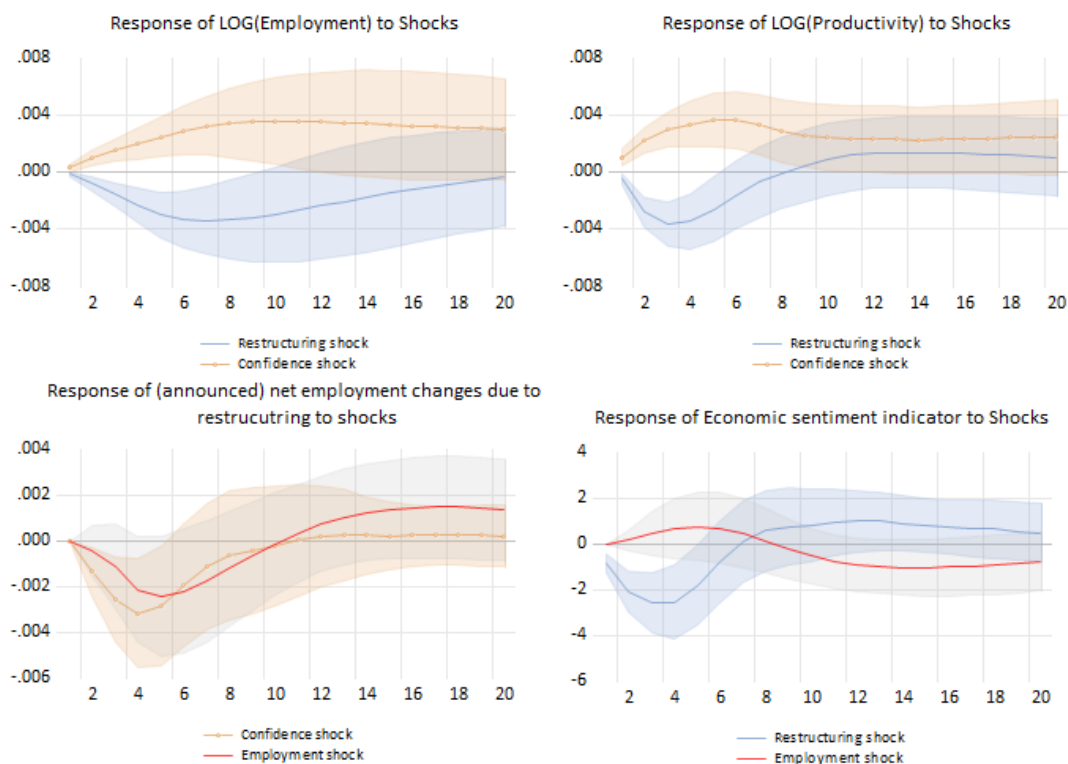 Response of LOG(Employment) to Shocks
.008
.004
.000
-.004
-.008
2 4 6 8 10 12 14 16 18 20
Restructuring shock
Confidence shock
Response of LOG(Productivity) to Shocks
.008
.004
.000
-.004
-.008
2 4 6 8 10 12 14 16 18 20
Restructuring shock
Confidence shock
Response of (announced) net employment changes due to
restrucutring to shocks
.004
.002
.000
-.002
-.004
-.006
2 4 6 8 10 12 14 16 18 20
Confidence shock
Employment shock
Response of Economic sentiment indicator to Shocks
4
2
0
-2
-4
-6
2 4 6 8 10 12 14 16 18 20
Restructuring shock
Employment shock